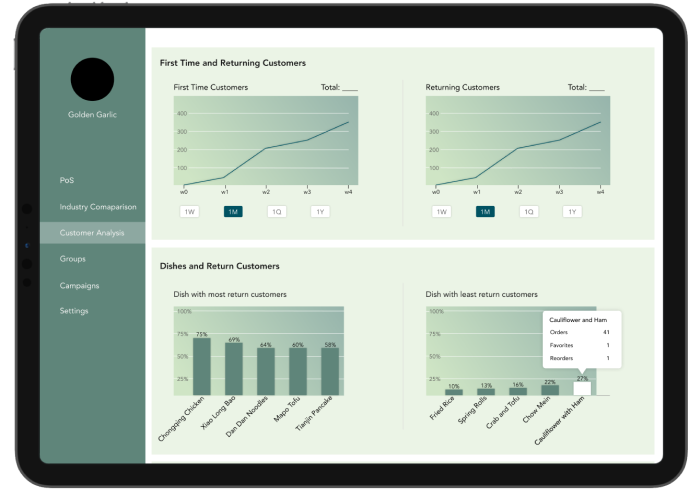 Golden Garlic
PoS
Industry Comaparison
Customer Analysis
Groups
Campaigns
Settings
First Time and Returning Customers
First Time Customers
Total: ____
400
300
200
100
w0 w1 w2 w3 w4
1W 1M 1Q 1Y
Returning Customers
Total: ____
400
300
200
100
w0 w1 w2 w3 w4
1W 1M 1Q 1Y
Dishes and Return Customers
Dish with most return customers
100%
75%
50%
25%
75% 69% 64% 60% 58%
Chongqing Chicken
Xiao Long Bao
Dan Dan Noodles
Mapo Tofu
Tianjin Pancake
Dish with least return customers
100%
75%
50%
25%
10% 13% 16% 22% 27%
Cauliflower and Ham
Orders 41
Favorites 1
Reorders 1
Fried Rice
Spring Rolls
Crab and Tofu
Chow Mein
Cauliflower with Ham